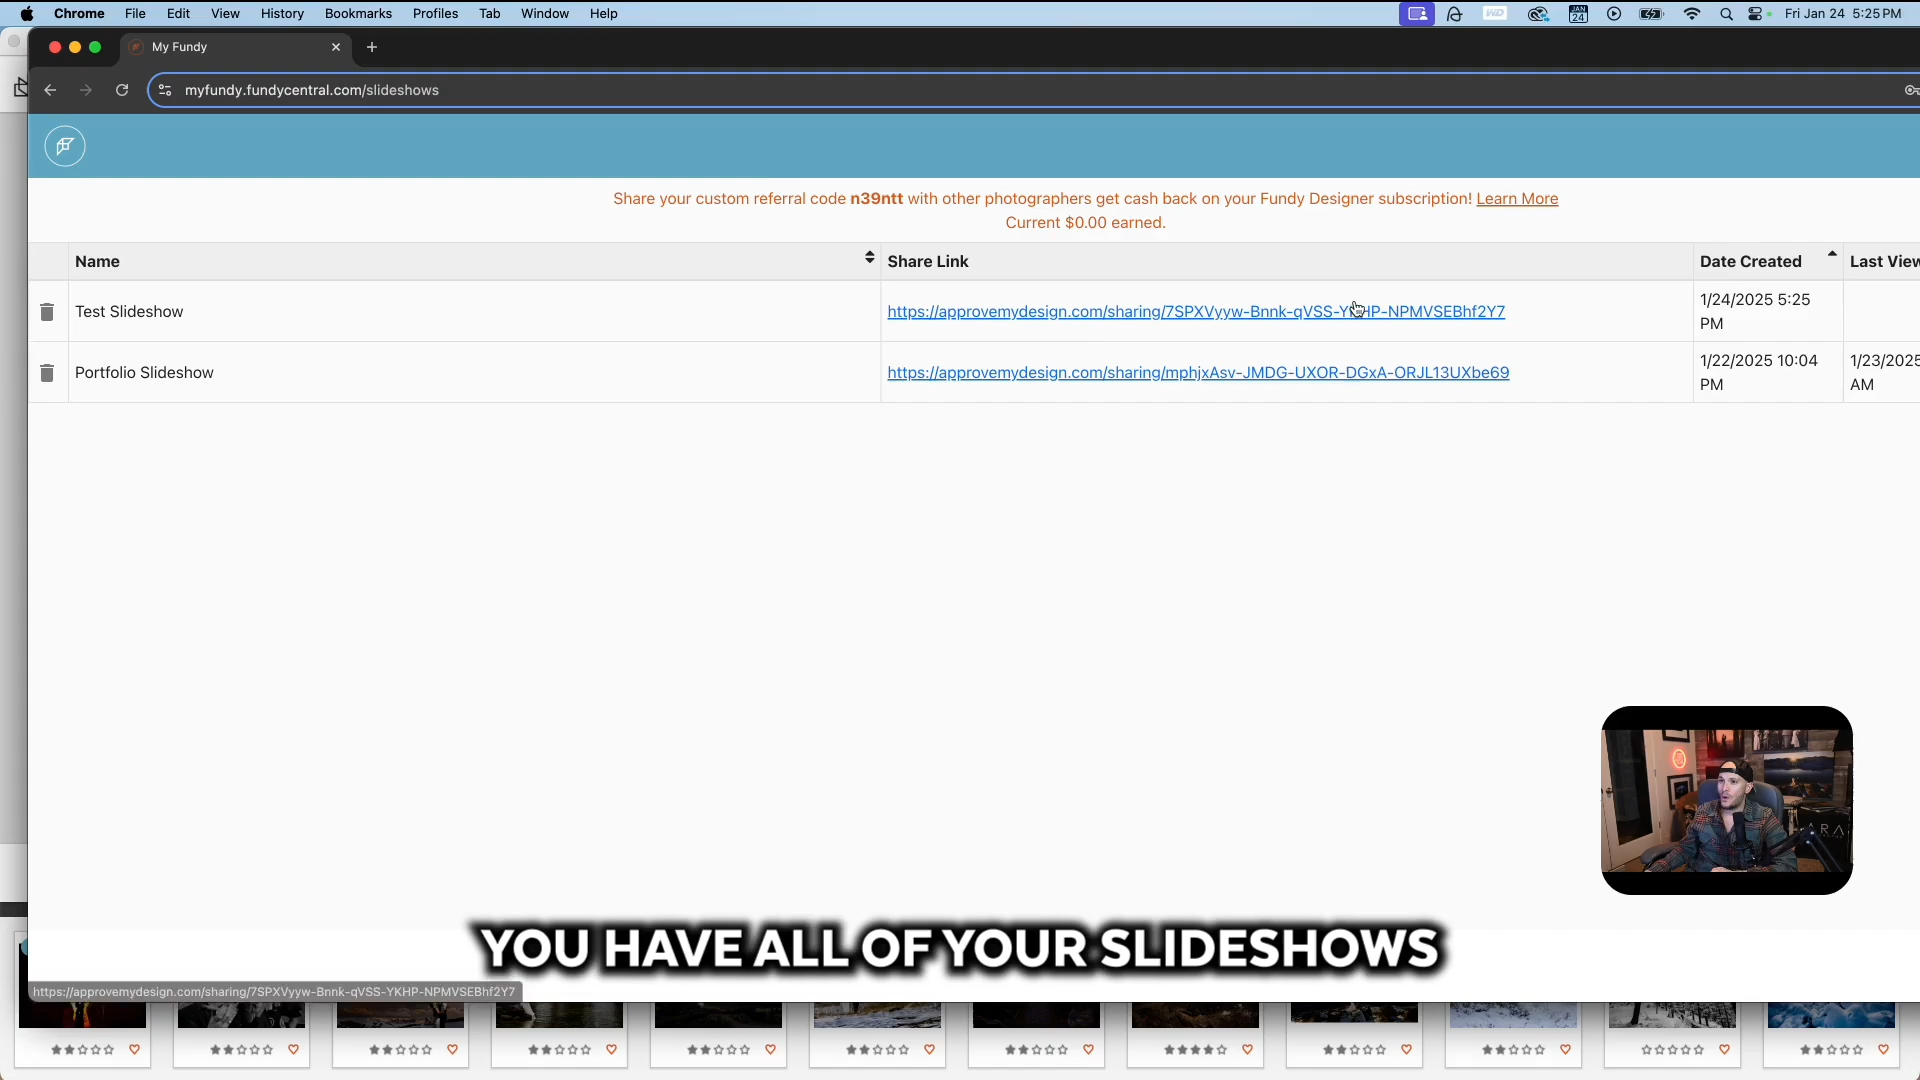 Chrome File Edit View History Bookmarks Profiles Tab Window Help
WD JAN 24 Fri Jan 24 5:25 PM
My Fundy
myfundy.fundycentral.com/slideshows
Share your custom referral code n39ntt with other photographers get cash back on your Fundy Designer subscription! Learn More
Current $0.00 earned.
Name Share Link Date Created Last View
Test Slideshow https://approvemydesign.com/sharing/7SPXVyyw-Bnnk-qVSS-YKHP-NPMVSEBhf2Y7 1/24/2025 5:25
PM
Portfolio Slideshow https://approvemydesign.com/sharing/mphjxAsv-JMDG-UXOR-DGxA-ORJL13UXbe69 1/22/2025 10:04 1/23/2025
PM AM
ARA
YOU HAVE ALL OF YOUR SLIDESHOWS
https://approvemydesign.com/sharing/7SPXVyyw-Bnnk-qVSS-YKHP-NPMVSEBhf2Y7